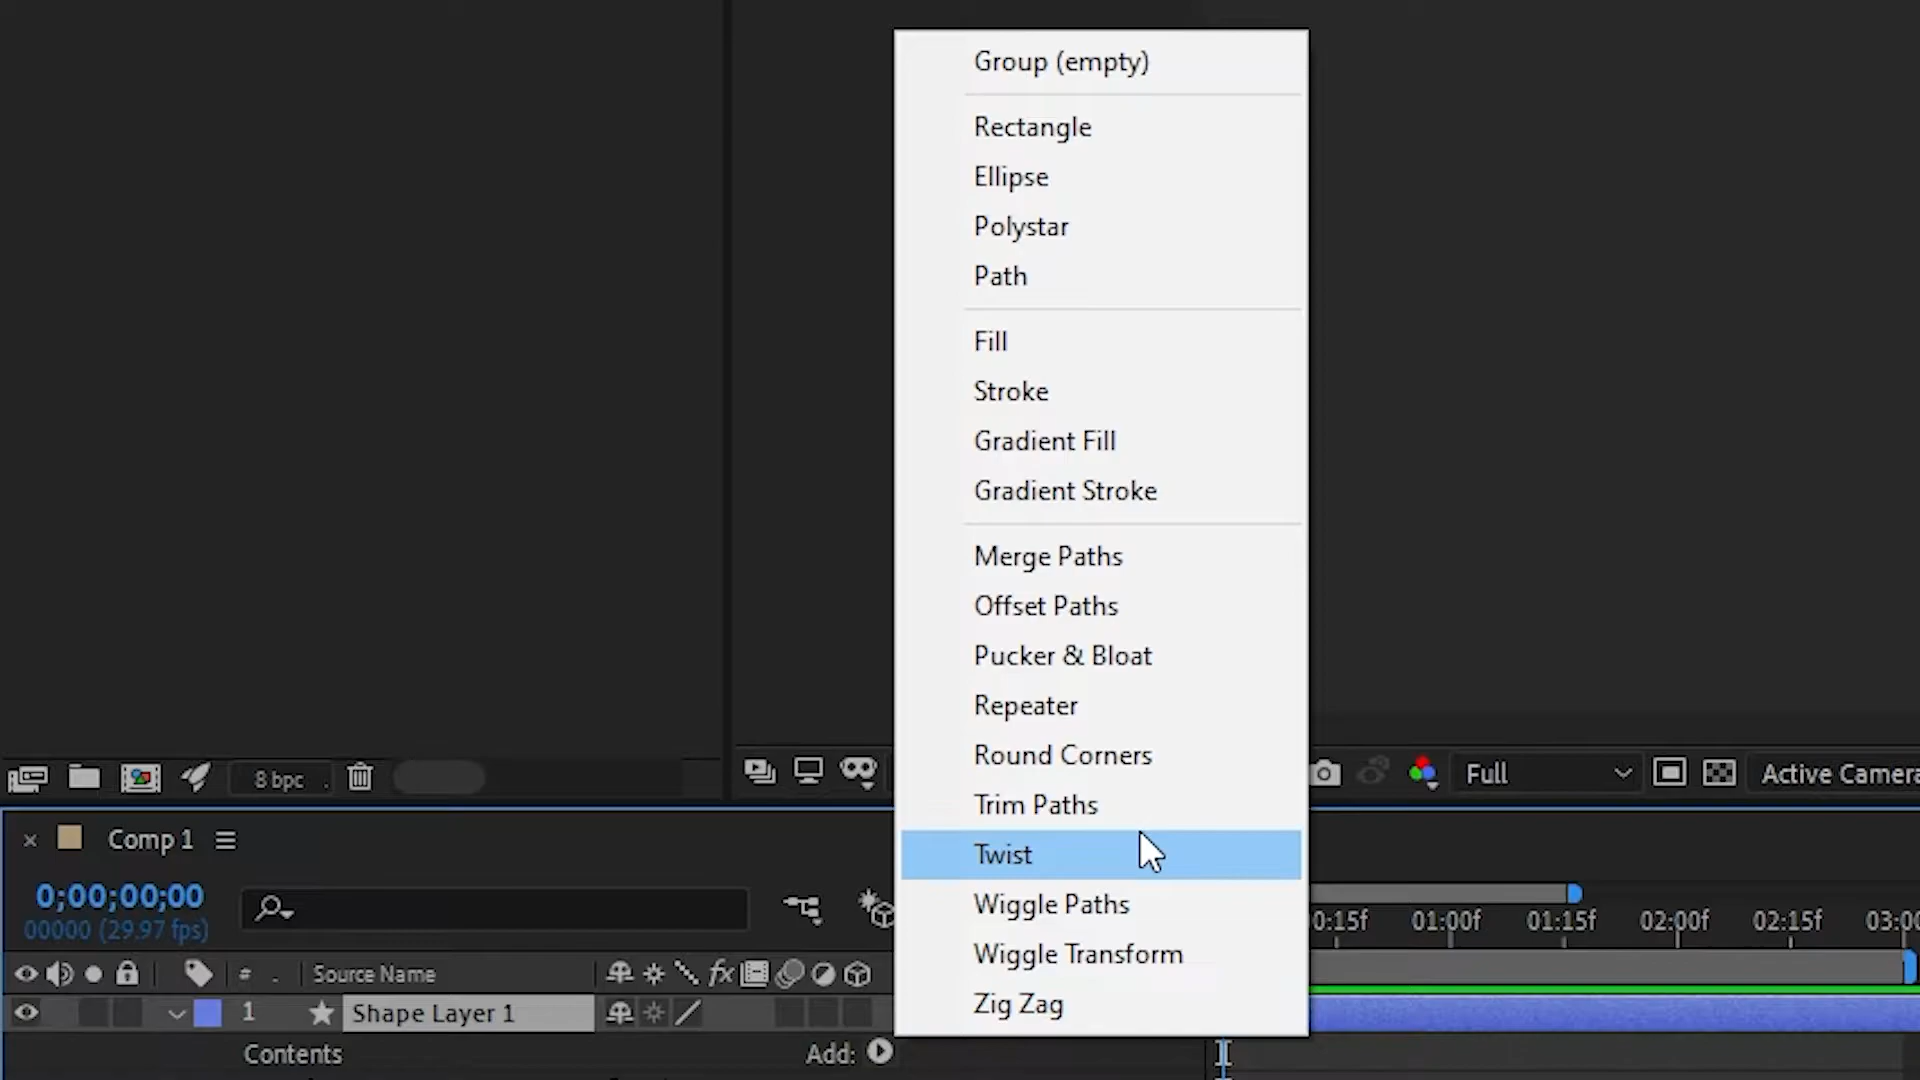 Group (empty)
Rectangle
Ellipse
Polystar
Path
Fill
Stroke
Gradient Fill
Gradient Stroke
Merge Paths
Offset Paths
Pucker & Bloat
Repeater
Round Corners
Trim Paths
Twist
Wiggle Paths
Wiggle Transform
Zig Zag
8 bpc
Full
Active Camera
Comp 1
0;00;00;00
00000 (29.97 fps)
0:15f 01:00f 01:15f 02:00f 02:15f 03:00
# . Source Name fx
1 Shape Layer 1
Contents Add: